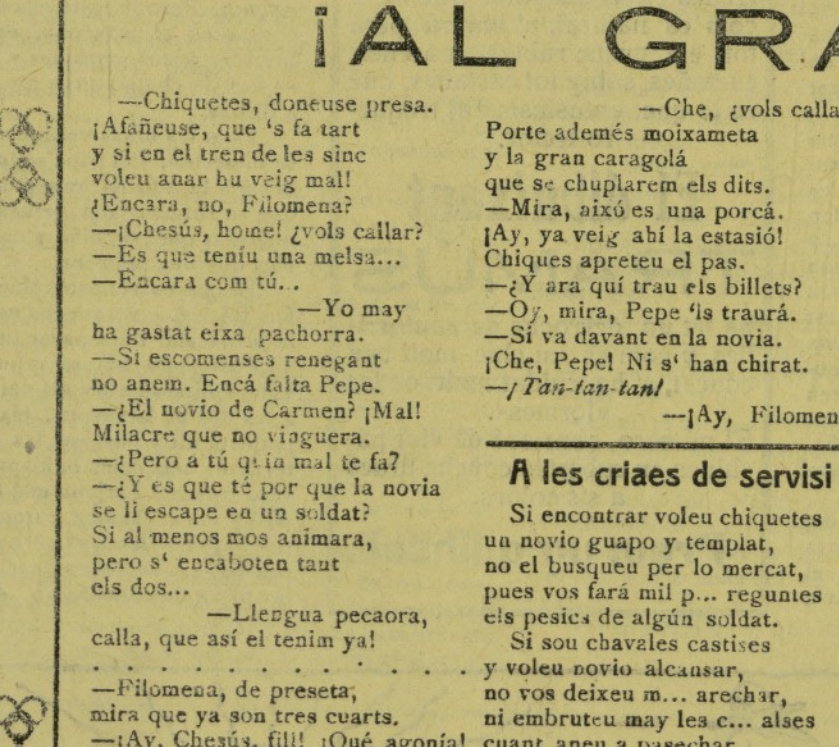 ¡AL GRA
—Chiquetes, doneuse presa.
¡Afañeuse, que 's fa tart
y si en el tren de les sinc
voleu anar hu veig mal!
¿Encara, no, Filomena?
—¡Chesús, home! ¿vols callar?
—Es que teníu una melsa...
—Encara com tú...
—Yo may
ha gastat eixa pachorra.
—Si escomenses renegant
no anem. Encá falta Pepe.
—¿El novio de Carmen? ¡Mal!
Milacre que no vinguera.
—¿Pero a tú quín mal te fa?
—¿Y es que té por que la novia
se li escape en un soldat?
Si al menos mos animara,
pero s' encaboten tant
els dos...
—Llengua pecaora,
calla, que así el tenim ya!
. . . . . . . . . . . . .
—Filomena, de preseta,
mira que ya son tres cuarts.
—¡Ay, Chesús, fill! ¡Qué agonía!
—Che, ¿vols calla
Porte además moixameta
y la gran caragolá
que se chuplarem els dits.
—Mira, aixó es una porcá.
¡Ay, ya veig ahí la estasió!
Chiques apreteu el pas.
—¿Y ara quí trau els billets?
—Oy, mira, Pepe 'ls traurá.
—Si va davant en la novia.
¡Che, Pepe! Ni s' han chirat.
—¡Tan-tan-tan!
—¡Ay, Filomen
A les criaes de servisi
Si encontrar voleu chiquetes
un novio guapo y templat,
no el busqueu per lo mercat,
pues vos fará mil p... reguntes
els pesics de algún soldat.
Si sou chavales castises
y voleu novio alcansar,
no vos deixeu m... arechar,
ni embruteu may les c... alses
cuant aneu a pasechar